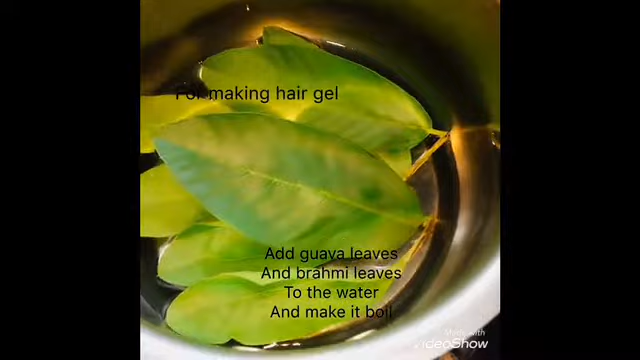 For making hair gel
Add guava leaves
And brahmi leaves
To the water
And make it boil
Made with
VideoShow